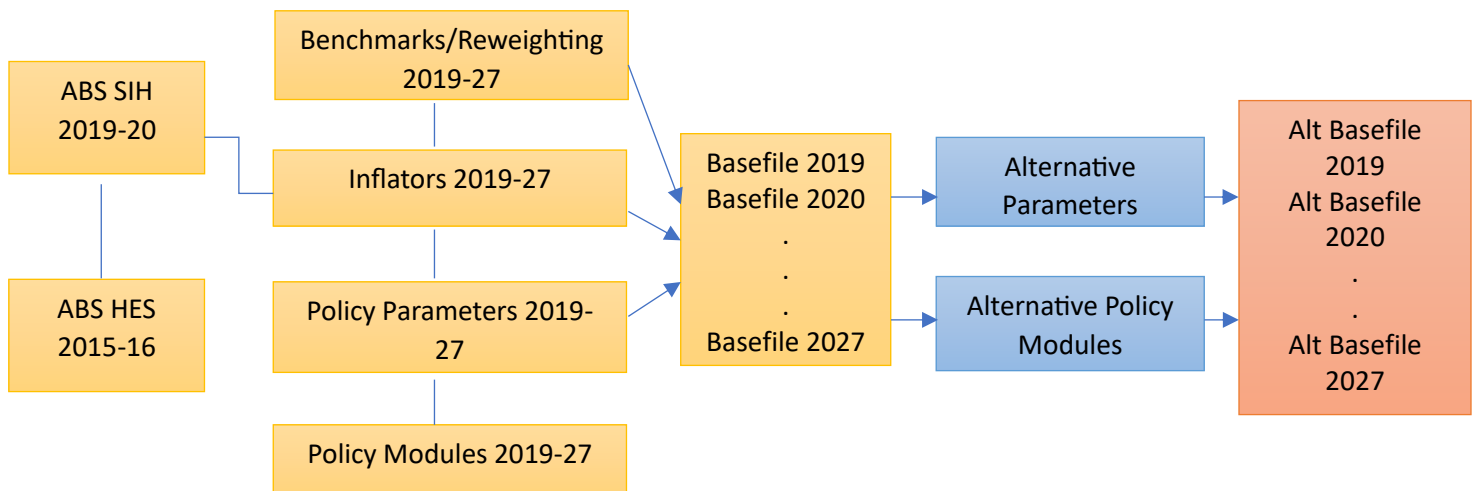 ABS SIH
2019-20
ABS HES
2015-16
Benchmarks/Reweighting
2019-27
Inflators 2019-27
Policy Parameters 2019-
27
Policy Modules 2019-27
Basefile 2019
Basefile 2020
.
.
.
Basefile 2027
Alternative
Parameters
Alternative Policy
Modules
Alt Basefile
2019
Alt Basefile
2020
.
.
Alt Basefile
2027